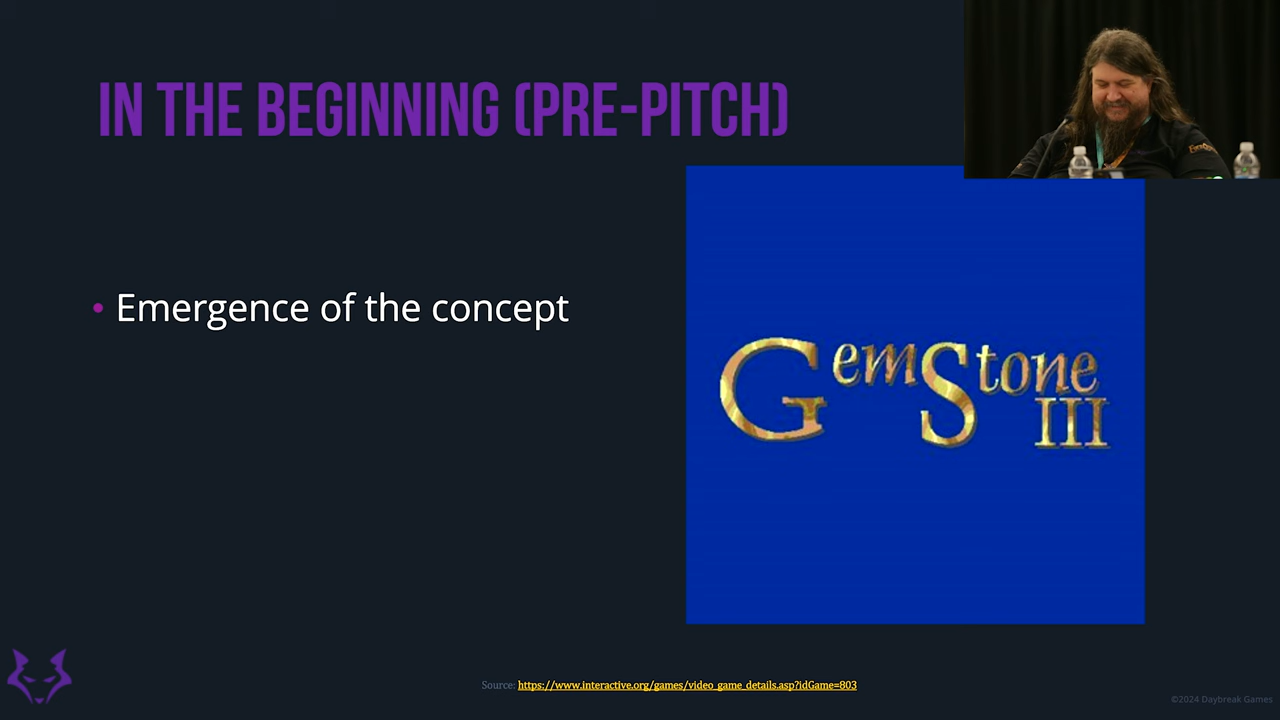 IN THE BEGINNING (PRE-PITCH)
• Emergence of the concept
GemStone
III
Source: https://www.interactive.org/games/video_game_details.asp?idGame=803
©2024 Daybreak Games